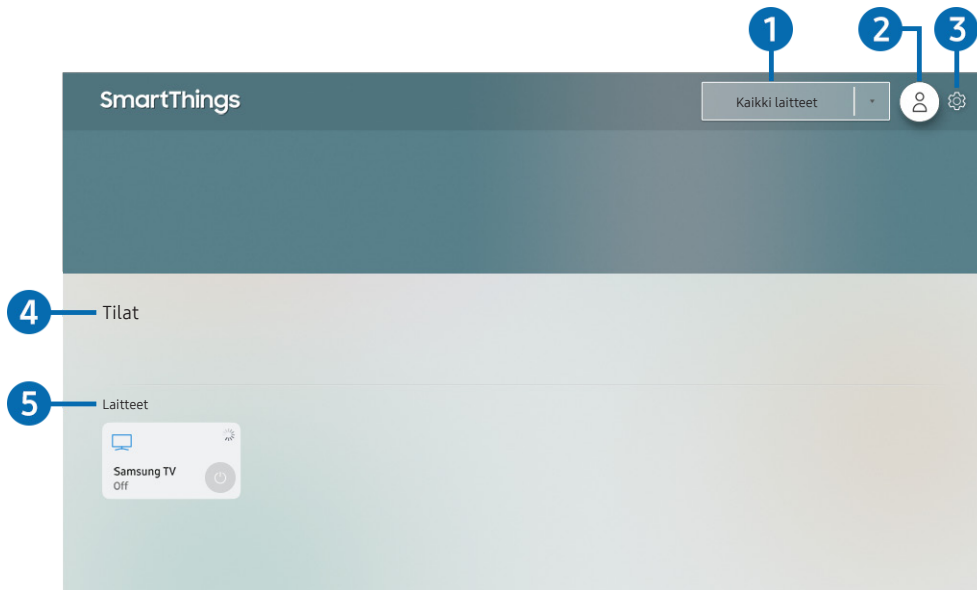 1
2
3
SmartThings
Kaikki laitteet
4
Tilat
5
Laitteet
Samsung TV
Off